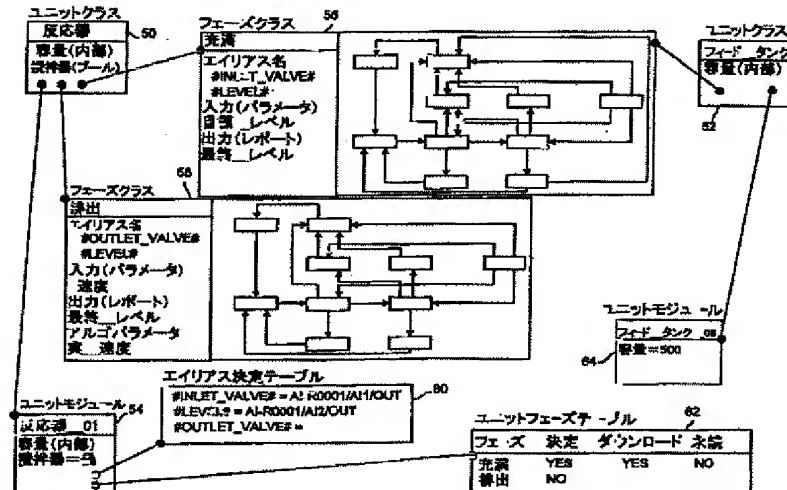 ユニットクラス
50
反応器
容量(内部)
攪拌器(ブール)
フェーズクラス
56
充満
エイリアス名
#INLET_VALVE#
#LEVEL#
入力(パラメータ)
目標__レベル
出力(レポート)
最終__レベル
ユニットクラス
フィード タンク
容量(内部)
52
フェーズクラス
58
排出
エイリアス名
#OUTLET_VALVE#
#LEVEL#
入力(パラメータ)
速度
出力(レポート)
最終__レベル
アルゴパラメータ
実__速度
ユニットモジュール
フィード__タンク
容量=500
64
エイリアス決定テーブル
60
#INLET_VALVE# = AI-R0001/AI1/OUT
#LEVEL# = AI-R0001/AI2/OUT
#OUTLET_VALVE# =
ユニットモジュール
54
反応器__01
容量(内部)
攪拌器=
ユニットフェーズテーブル
62
フェーズ 決定 ダウンロード 永続
充満 YES YES NO
排出 NO